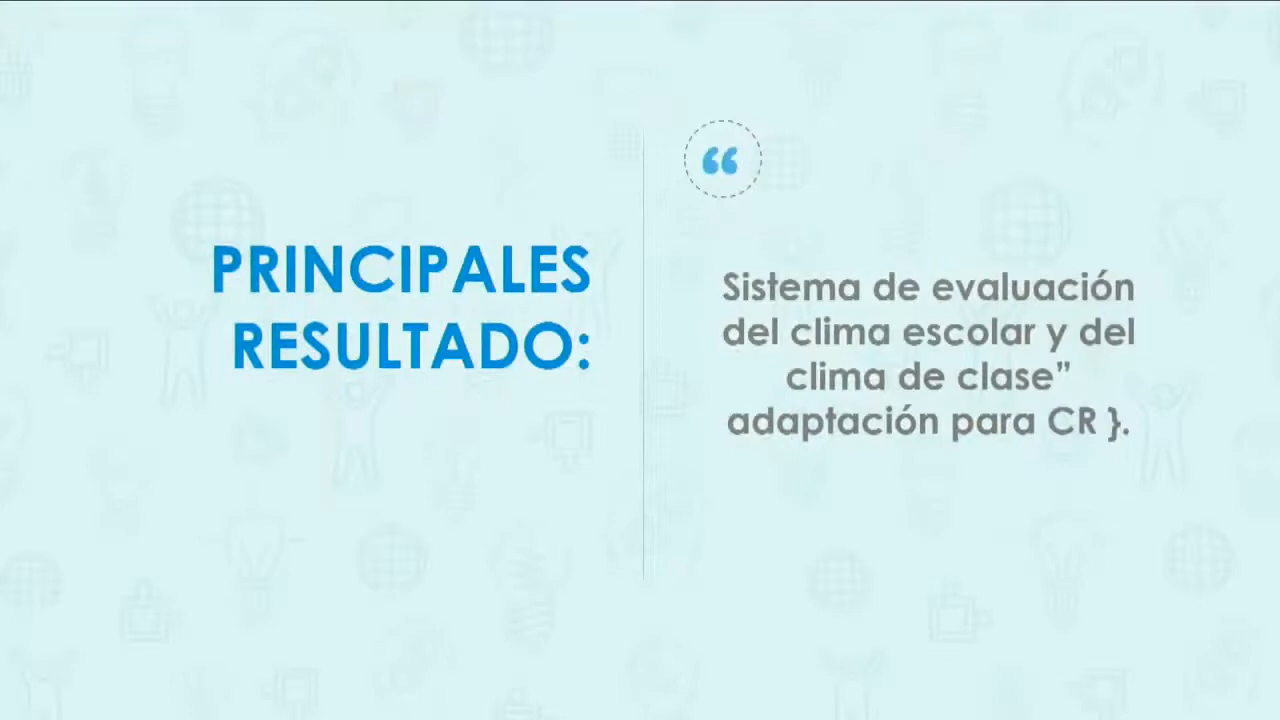 PRINCIPALES
RESULTADO:
“
Sistema de evaluación
del clima escolar y del
clima de clase”
adaptación para CR }.